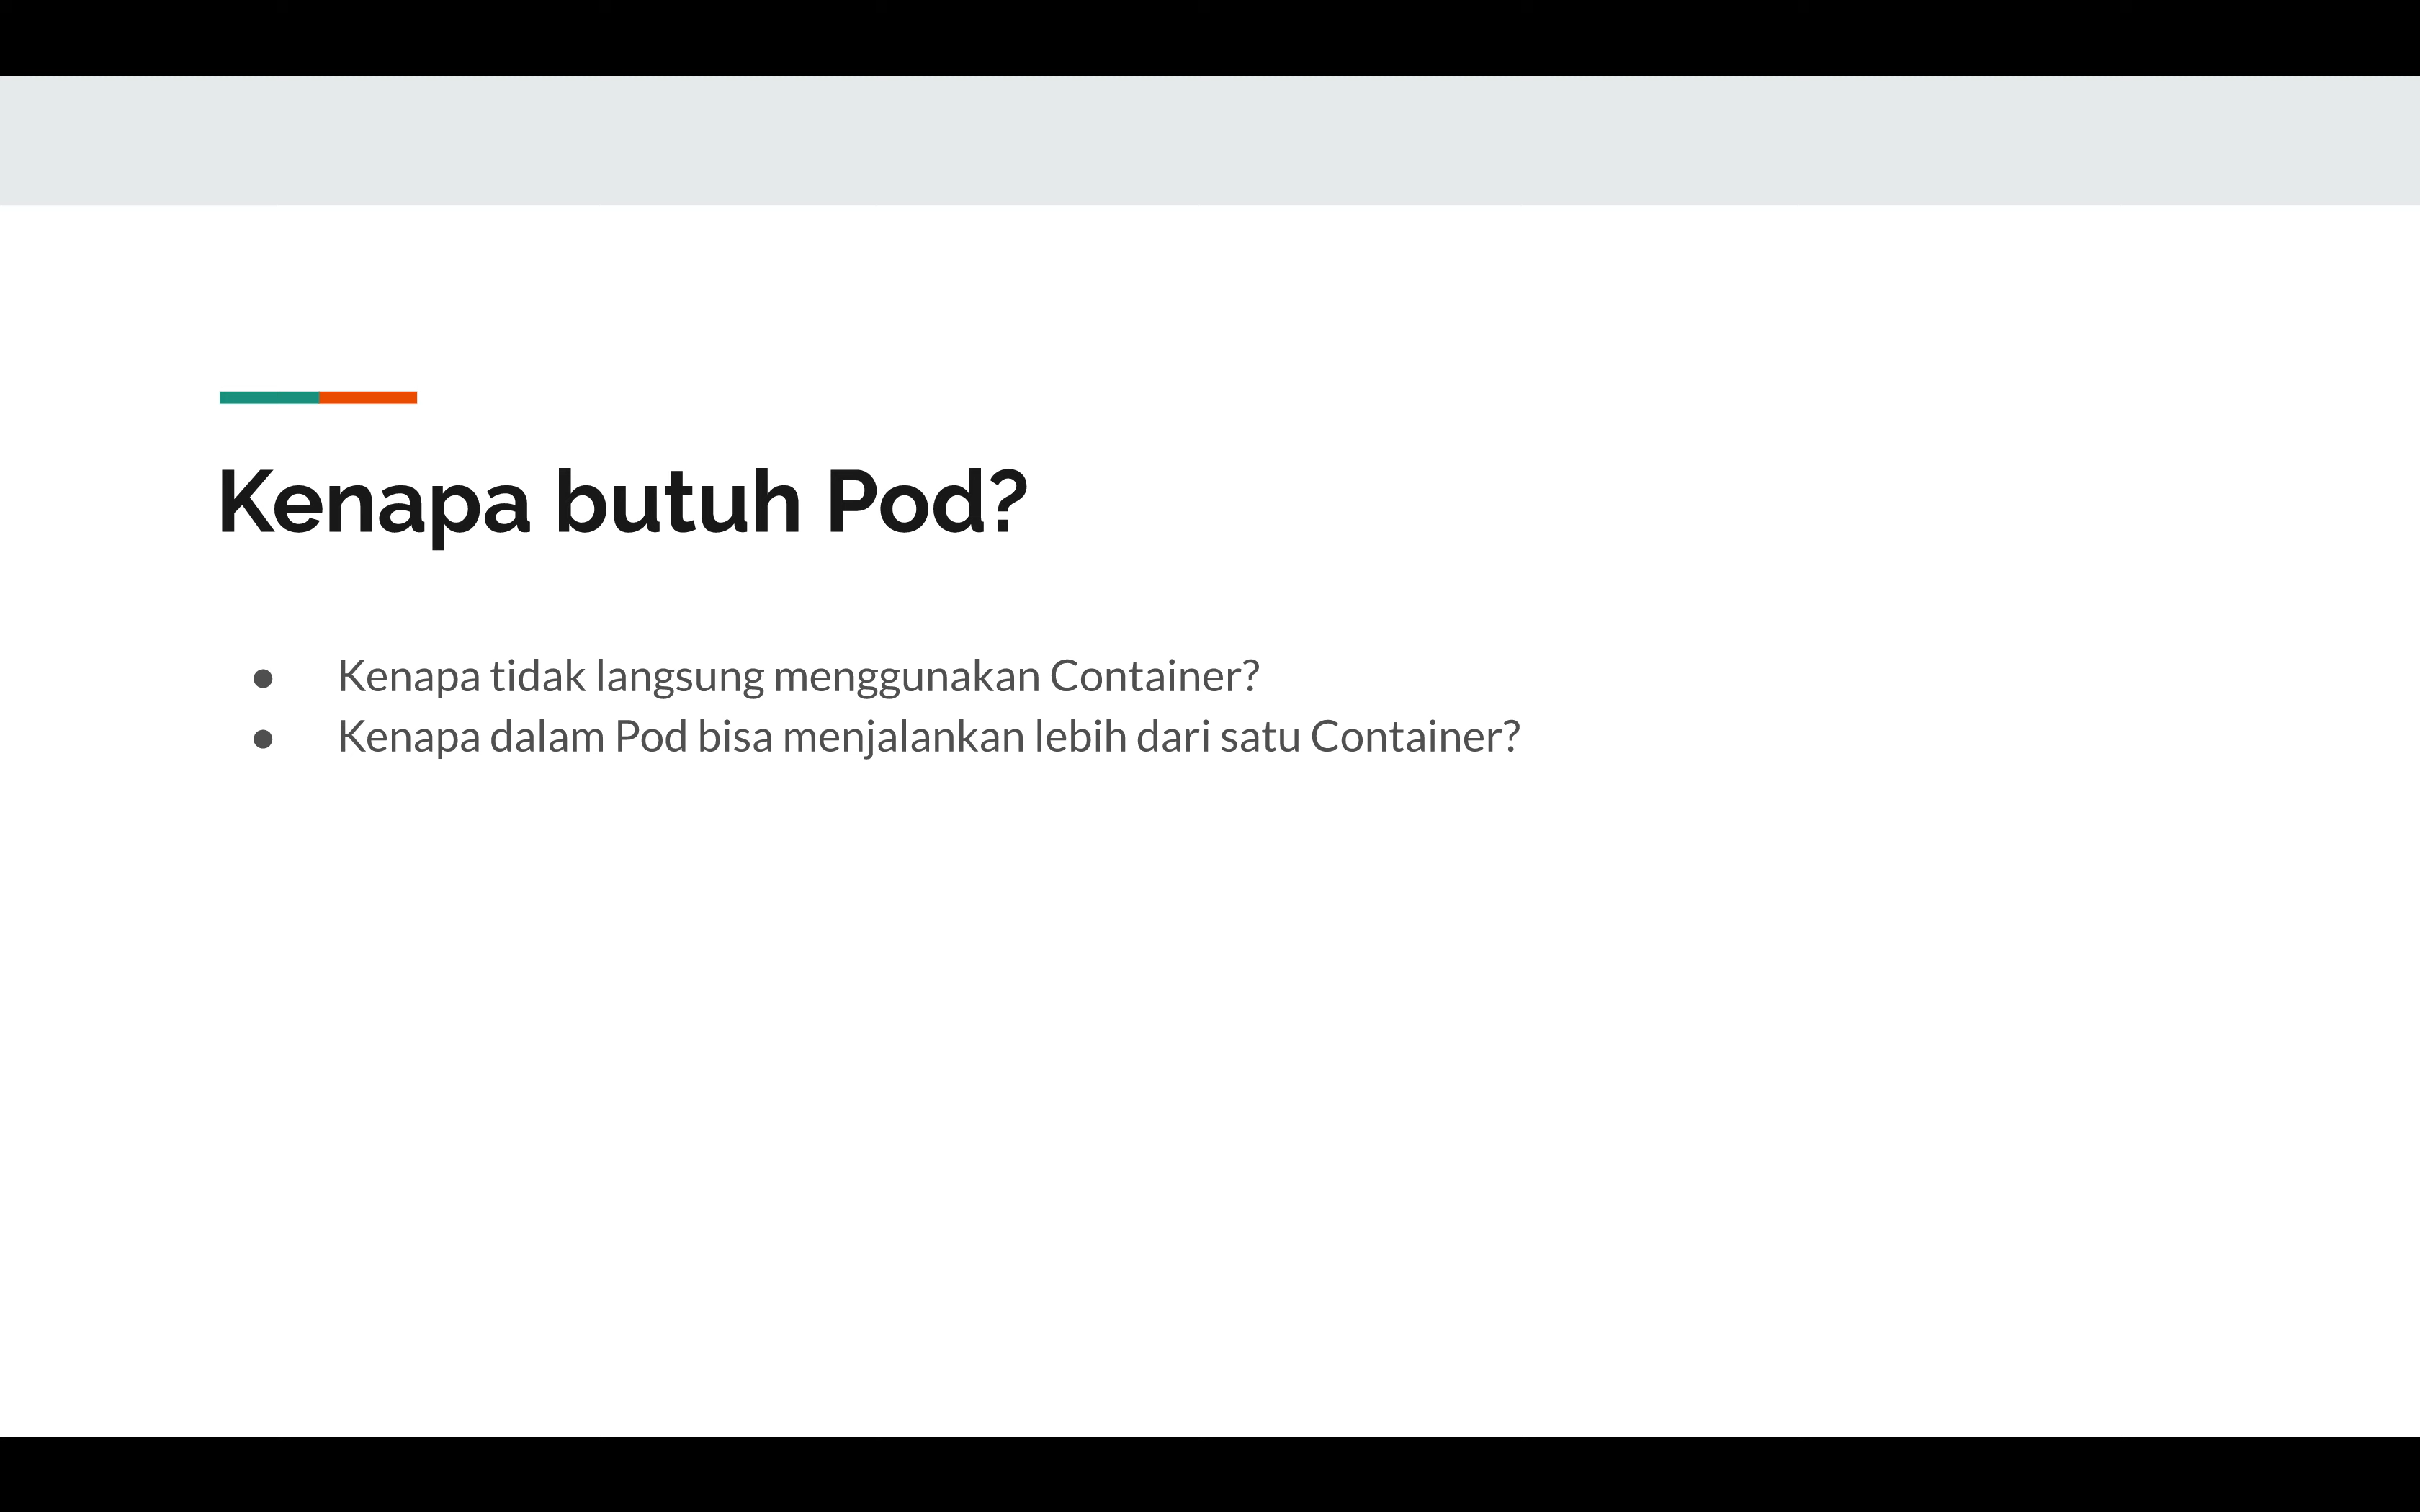 Kenapa butuh Pod?
● Kenapa tidak langsung menggunakan Container?
● Kenapa dalam Pod bisa menjalankan lebih dari satu Container?